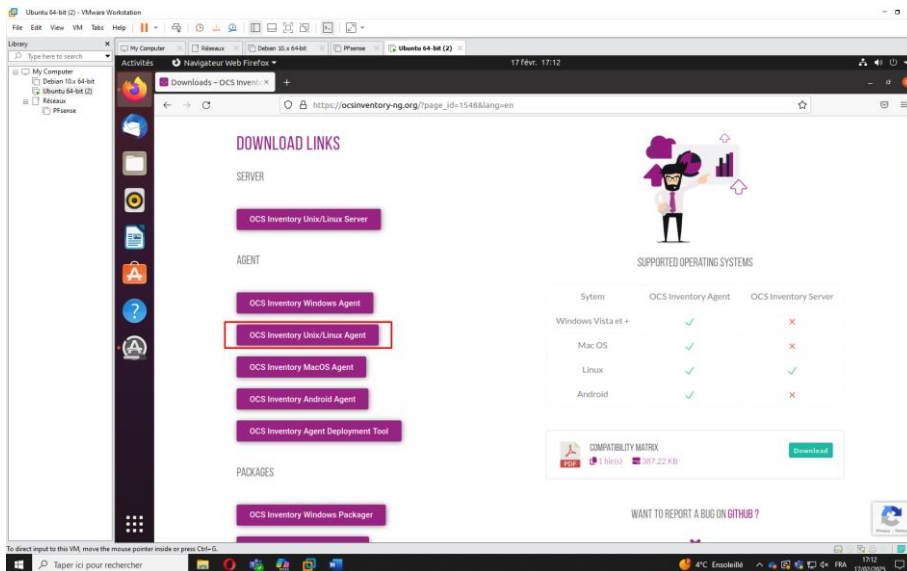 Ubuntu 64-bit (2) - VMware Workstation
File Edit View VM Tabs Help
Library
Type here to search
My Computer
Debian 10.x 64-bit
Ubuntu 64-bit (2)
Réseaux
PFsense
My Computer Réseaux Debian 10.x 64-bit PFsense Ubuntu 64-bit (2)
Activités Navigateur Web Firefox 17 févr. 17:12
Downloads – OCS Invent
https://ocsinventory-ng.org/?page_id=1548&lang=en
DOWNLOAD LINKS
SERVER
OCS Inventory Unix/Linux Server
AGENT
OCS Inventory Windows Agent
OCS Inventory Unix/Linux Agent
OCS Inventory MacOS Agent
OCS Inventory Android Agent
OCS Inventory Agent Deployment Tool
PACKAGES
OCS Inventory Windows Packager
SUPPORTED OPERATING SYSTEMS
Sytem OCS Inventory Agent OCS Inventory Server
Windows Vista et +
Mac OS
Linux
Android
PDF
COMPATIBILITY MATRIX
1 file(s) 387.22 KB
Download
WANT TO REPORT A BUG ON GITHUB ?
To direct input to this VM, move the mouse pointer inside or press Ctrl+G.
Taper ici pour rechercher
4°C Ensoleillé
FRA
17:12
17/02/2025